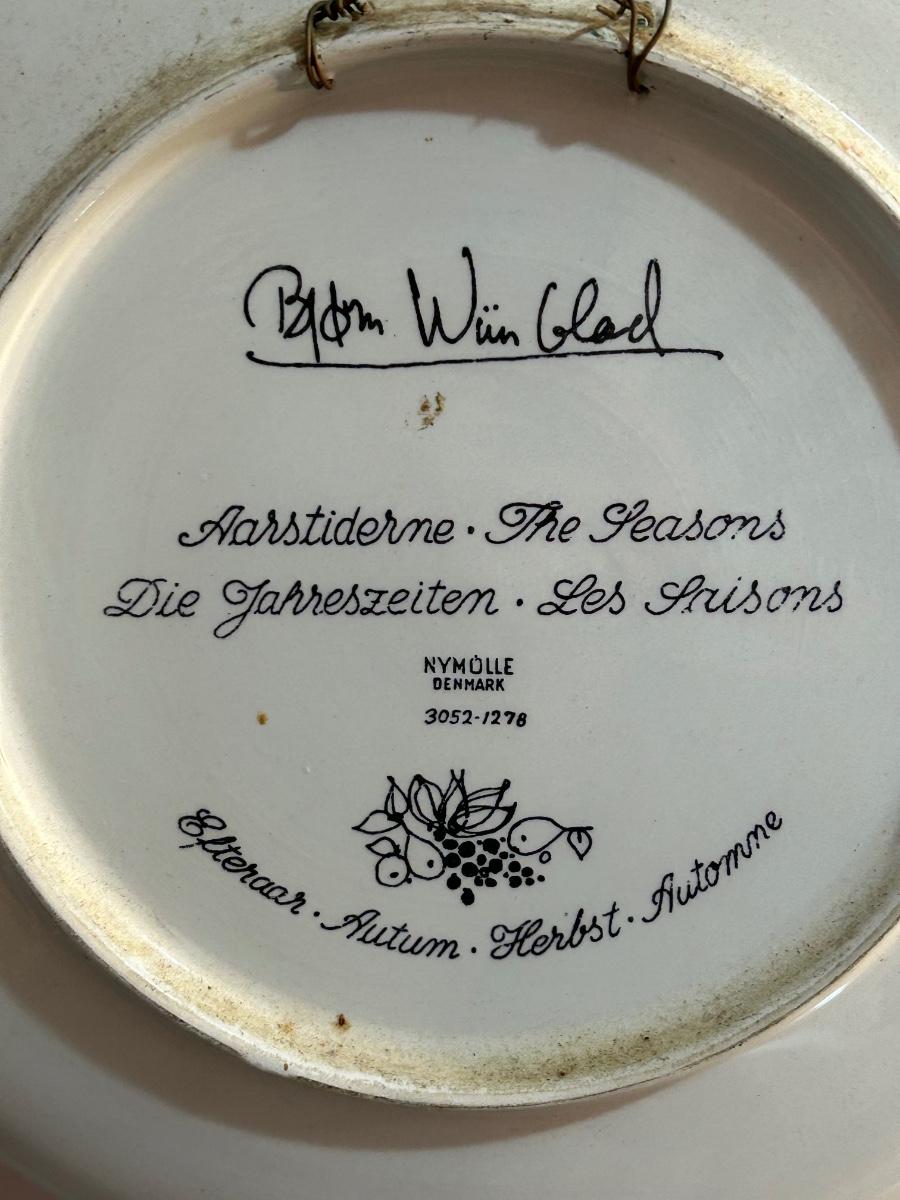 Bjørn Wiinblad
Aarstiderne · The Seasons
Die Jahreszeiten · Les Saisons
NYMÖLLE
DENMARK
3052-1278
Efteraar · Autum · Herbst · Automne